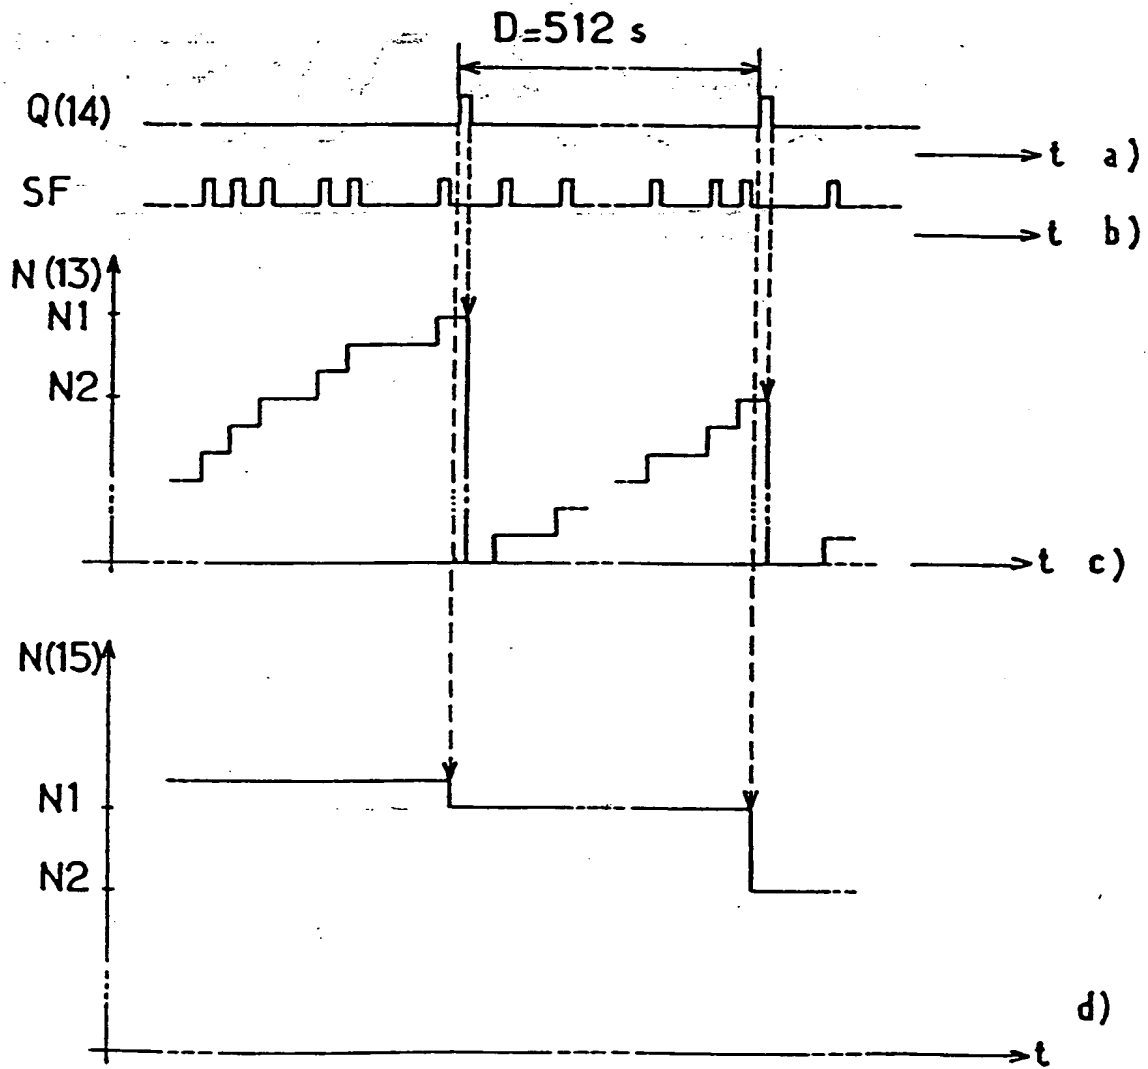 D=512 s
Q(14)
t a)
SF
t b)
N(13)
N1
N2
t c)
N(15)
N1
N2
d)
t